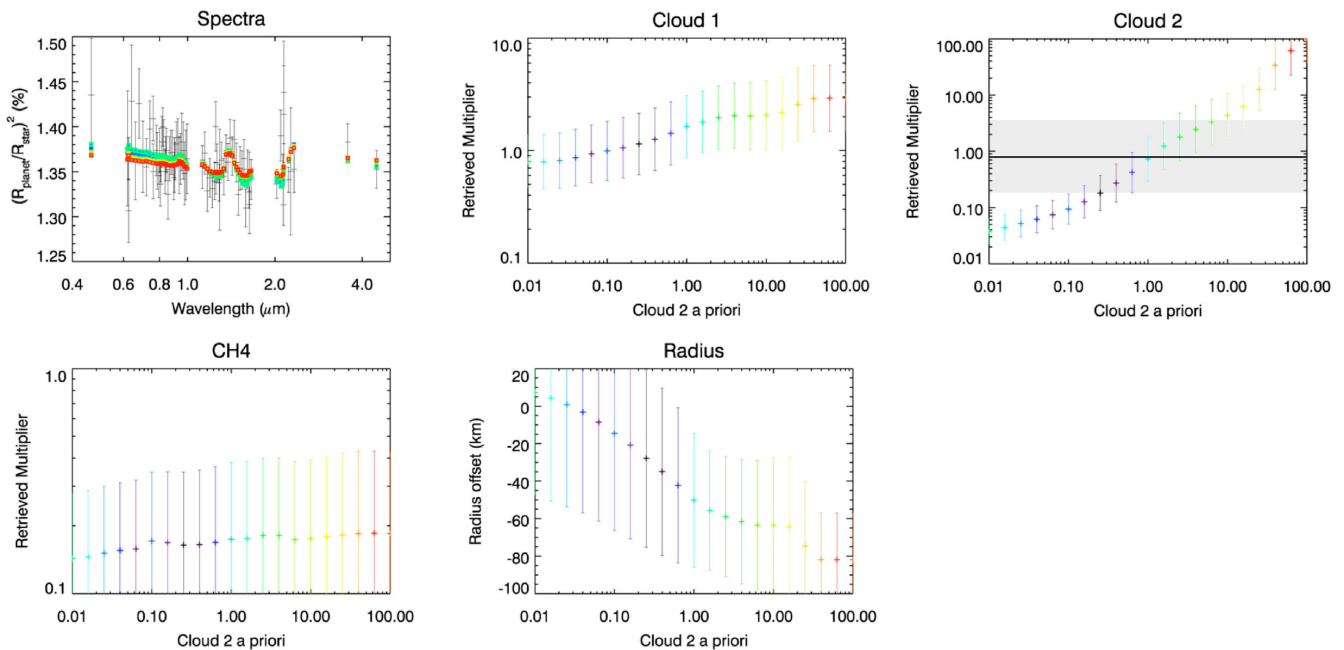 Spectra
(R_planet/R_star)² (%)
1.50
1.45
1.40
1.35
1.30
1.25
0.4 0.6 0.8 1.0 2.0 4.0
Wavelength (μm)
Cloud 1
Retrieved Multiplier
10.0
1.0
0.1
0.01 0.10 1.00 10.00 100.00
Cloud 2 a priori
Cloud 2
Retrieved Multiplier
100.00
10.00
1.00
0.10
0.01
0.01 0.10 1.00 10.00 100.00
Cloud 2 a priori
CH4
Retrieved Multiplier
1.0
0.1
0.01 0.10 1.00 10.00 100.00
Cloud 2 a priori
Radius
Radius offset (km)
20
0
-20
-40
-60
-80
-100
0.01 0.10 1.00 10.00 100.00
Cloud 2 a priori